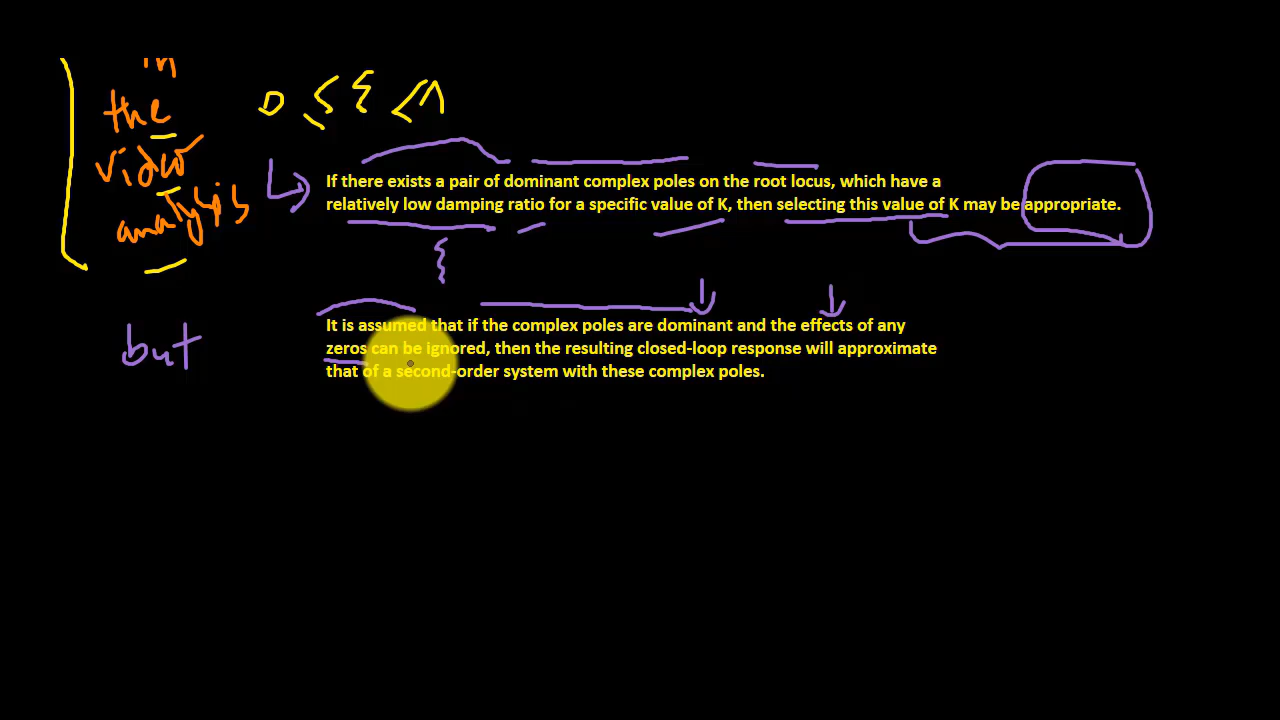 in
the
video
analysis
0 ≤ ξ < 1
If there exists a pair of dominant complex poles on the root locus, which have a
relatively low damping ratio for a specific value of K, then selecting this value of K may be appropriate.
ξ
but
It is assumed that if the complex poles are dominant and the effects of any
zeros can be ignored, then the resulting closed-loop response will approximate
that of a second-order system with these complex poles.